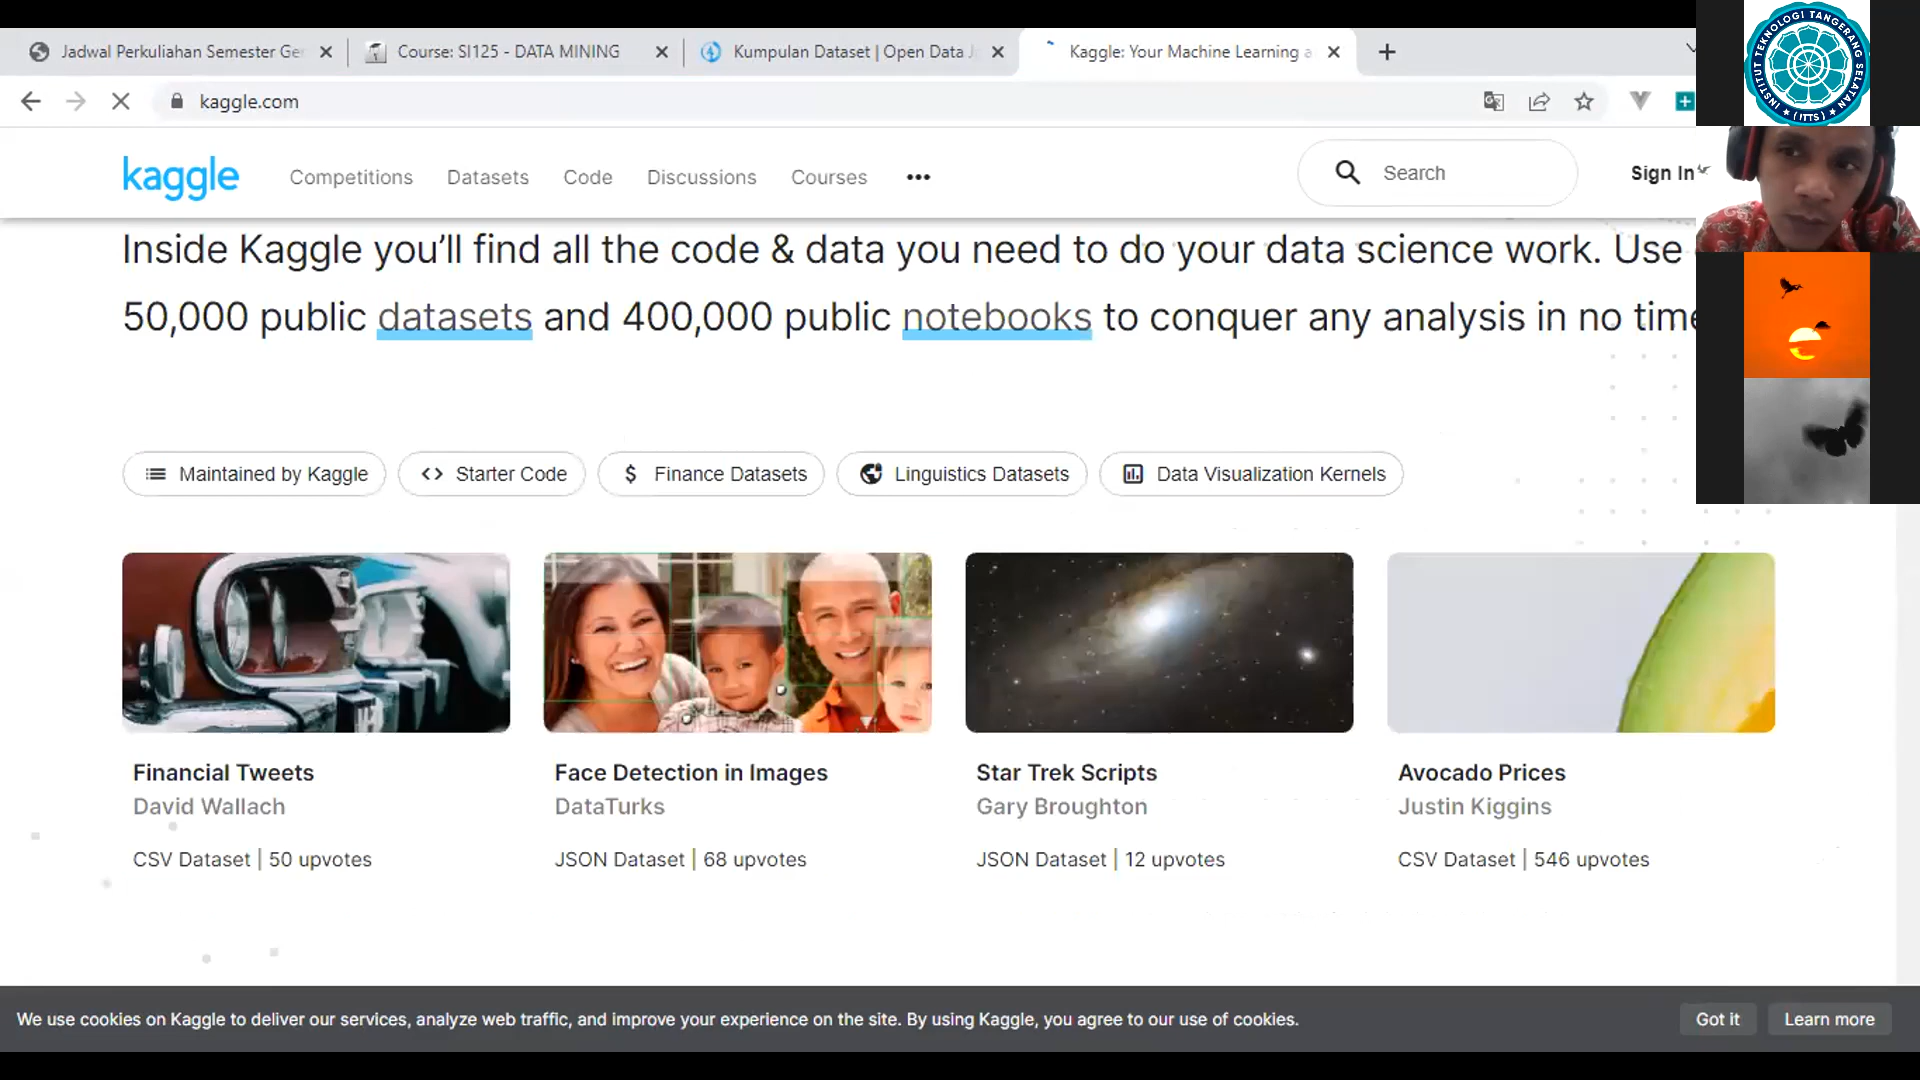 Jadwal Perkuliahan Semester Ge
Course: SI125 - DATA MINING
Kumpulan Dataset | Open Data J
Kaggle: Your Machine Learning a
kaggle.com
INSTITUT TEKNOLOGI TANGERANG SELATAN
(ITTS)
kaggle
Competitions
Datasets
Code
Discussions
Courses
Search
Sign In
Inside Kaggle you’ll find all the code & data you need to do your data science work. Use
50,000 public datasets and 400,000 public notebooks to conquer any analysis in no time
Maintained by Kaggle
Starter Code
Finance Datasets
Linguistics Datasets
Data Visualization Kernels
Financial Tweets
David Wallach
CSV Dataset | 50 upvotes
Face Detection in Images
DataTurks
JSON Dataset | 68 upvotes
Star Trek Scripts
Gary Broughton
JSON Dataset | 12 upvotes
Avocado Prices
Justin Kiggins
CSV Dataset | 546 upvotes
We use cookies on Kaggle to deliver our services, analyze web traffic, and improve your experience on the site. By using Kaggle, you agree to our use of cookies.
Got it
Learn more